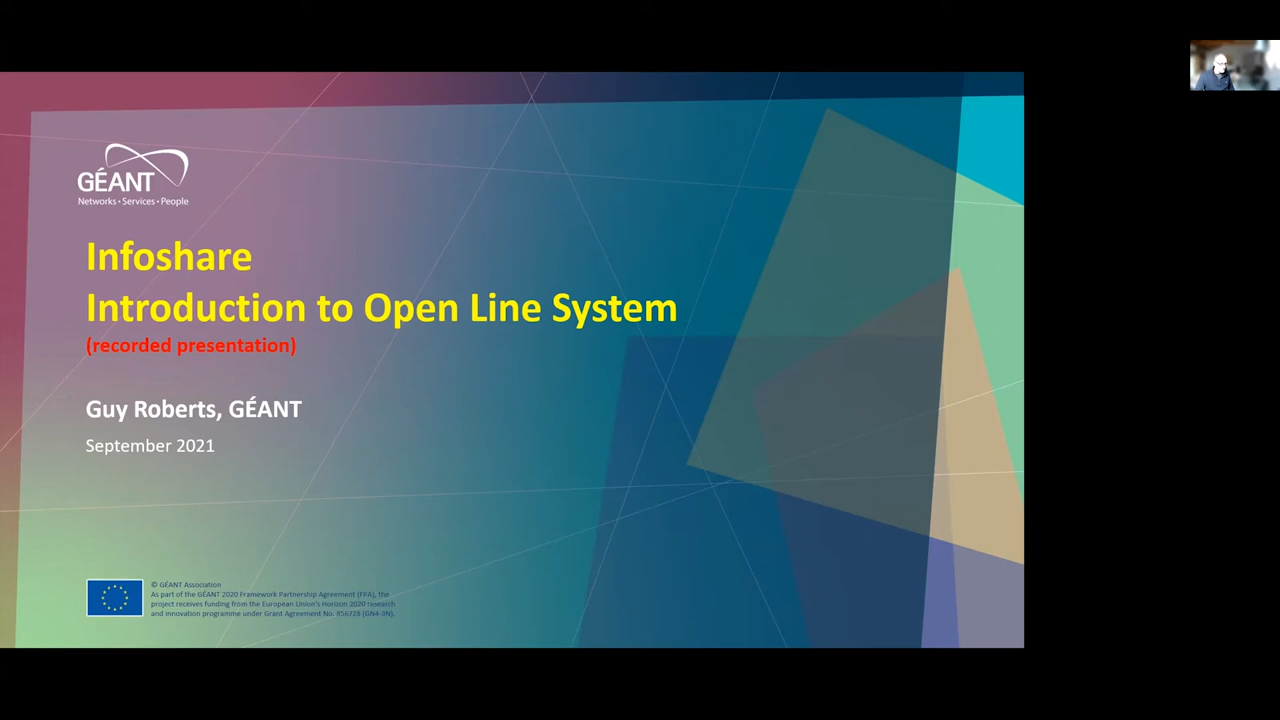 GÉANT
Networks • Services • People
Infoshare
Introduction to Open Line System
(recorded presentation)
Guy Roberts, GÉANT
September 2021
© GÉANT Association
As part of the GÉANT 2020 Framework Partnership Agreement (FPA), the
project receives funding from the European Union's Horizon 2020 research
and innovation programme under Grant Agreement No. 856728 (GN4-3N).